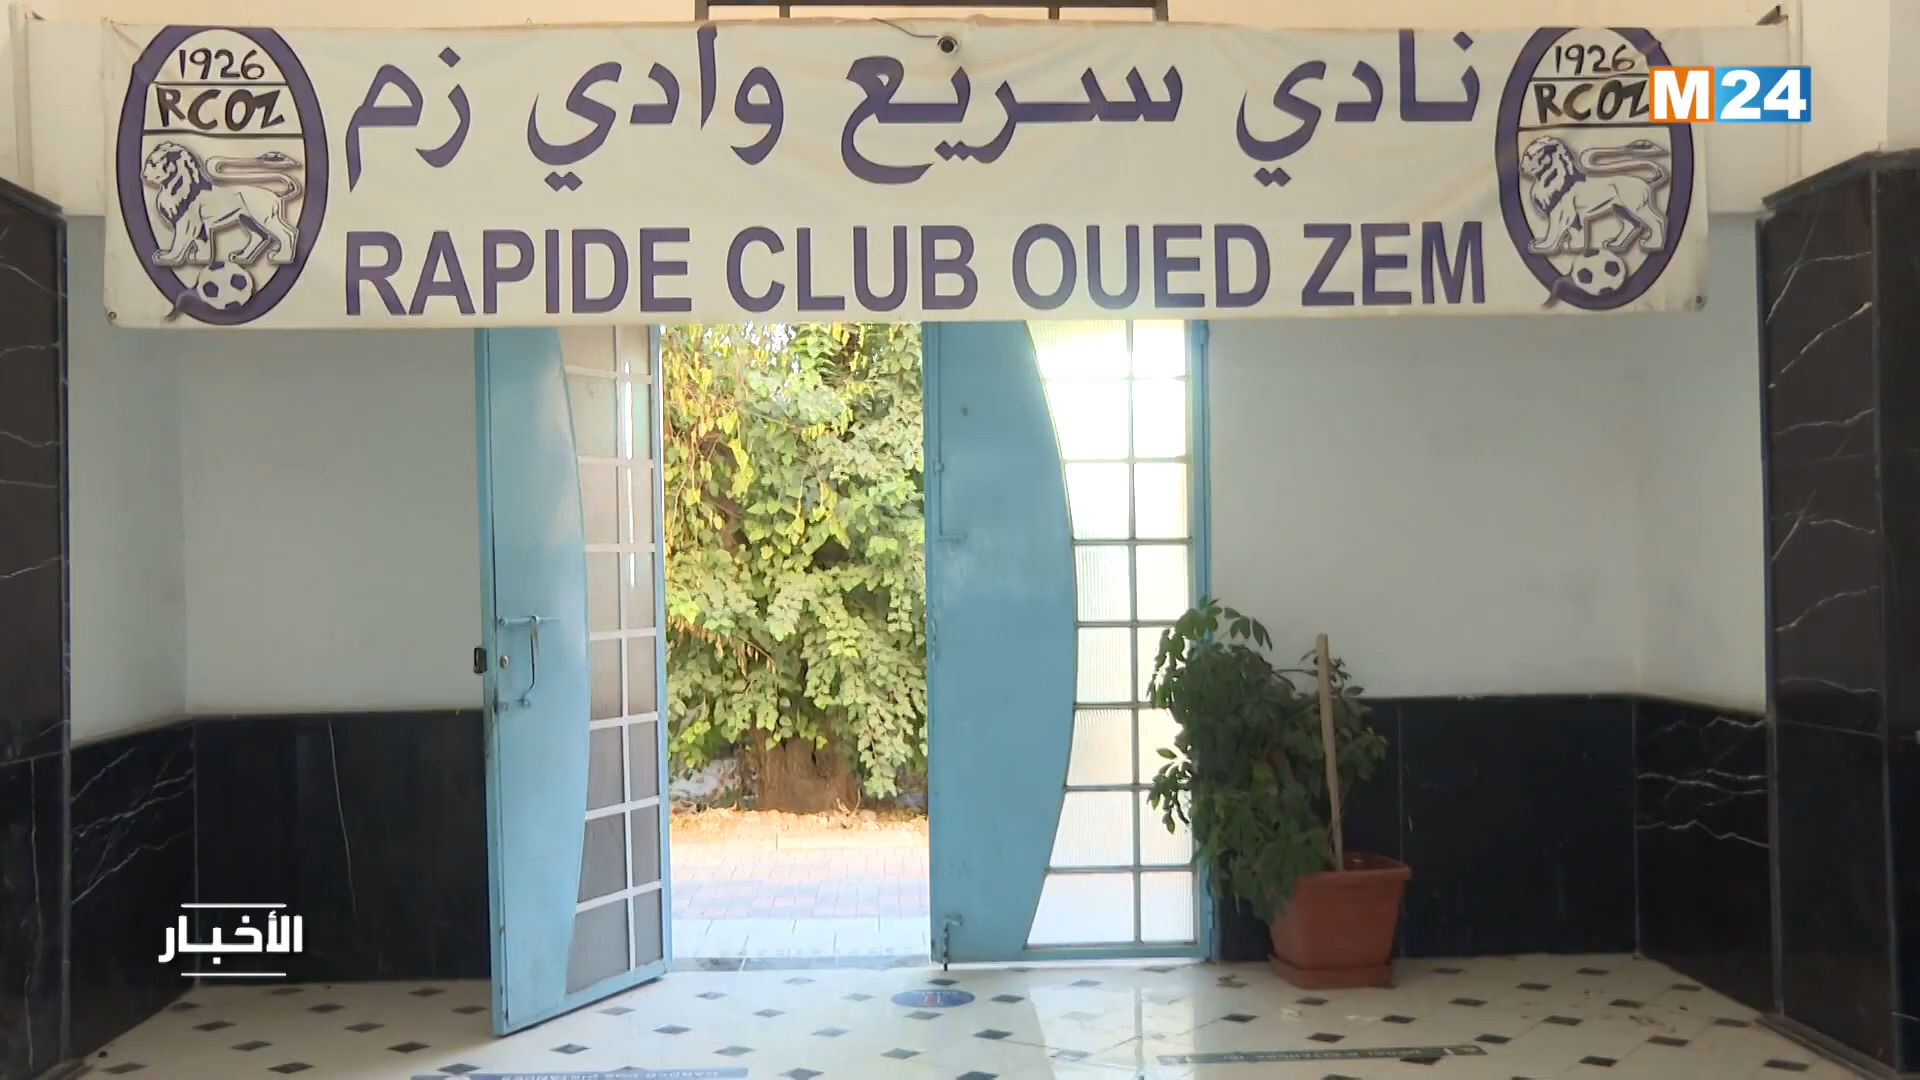 1926
RCOZ
نادي سريع وادي زم
RAPIDE CLUB OUED ZEM
1926
RCOZ
M24
الأخبار